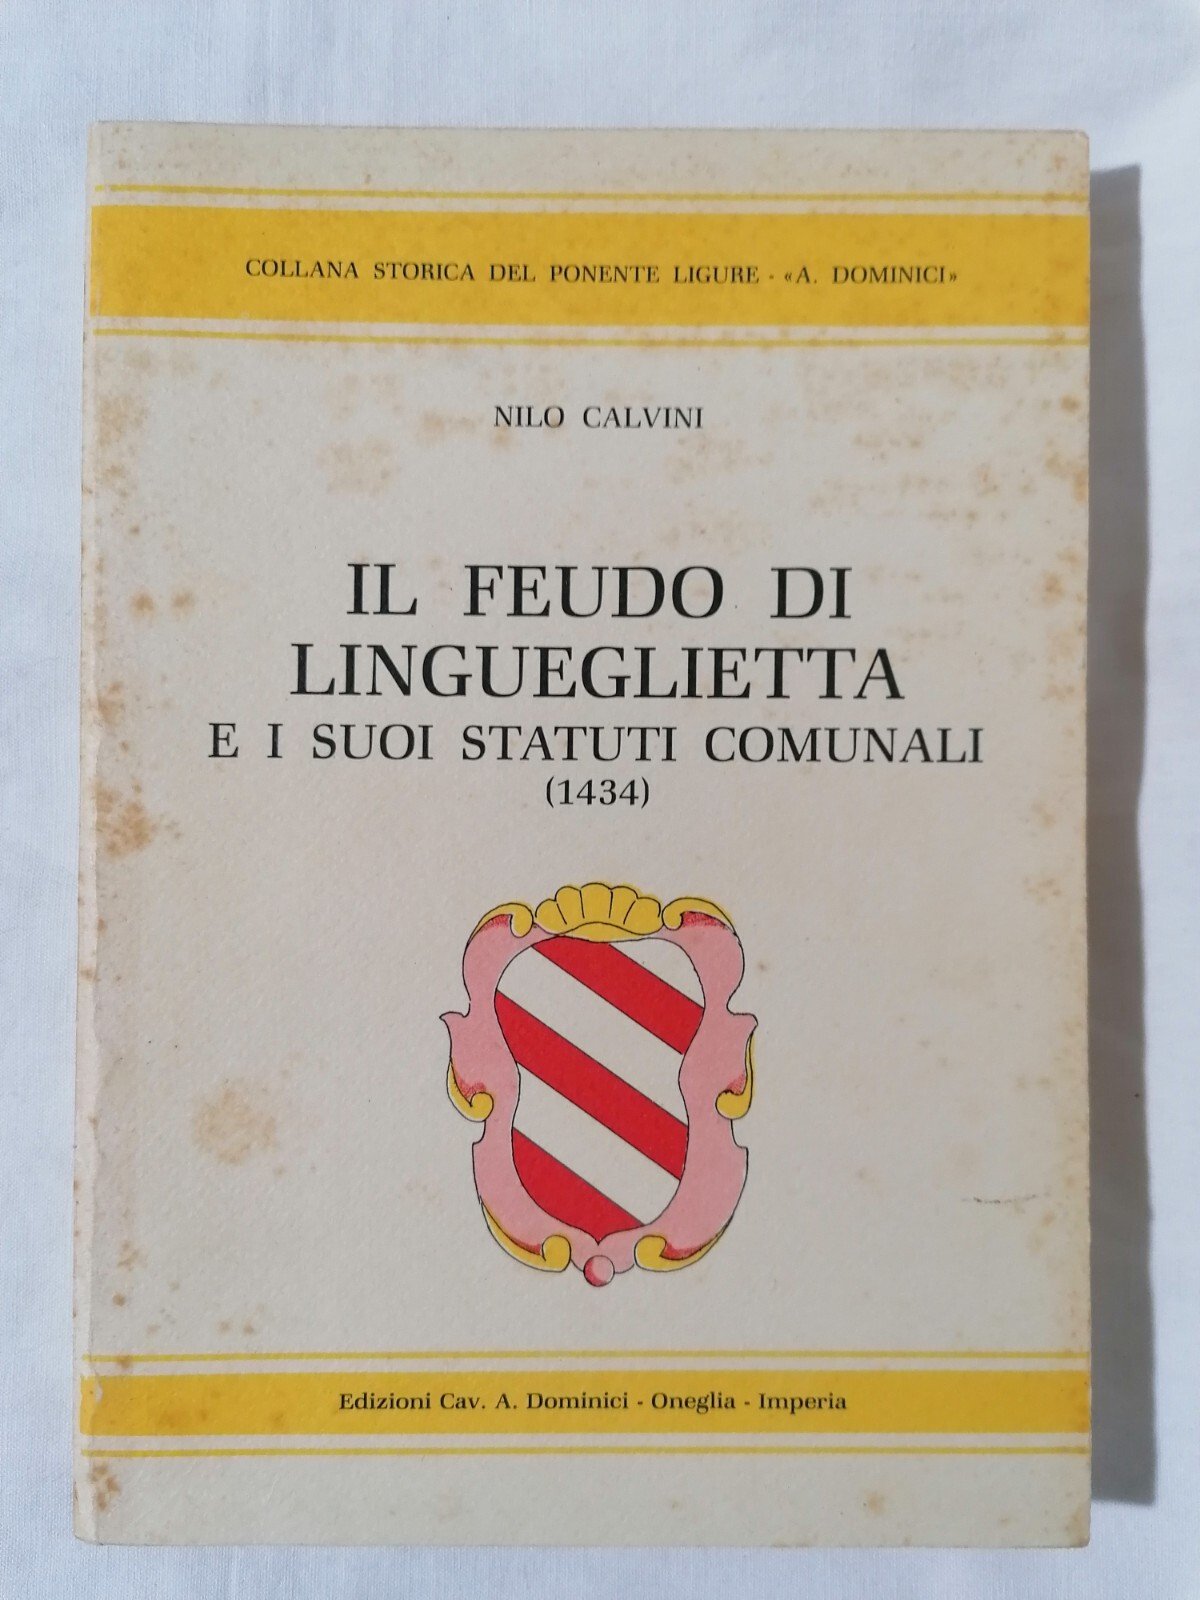 COLLANA STORICA DEL PONENTE LIGURE - «A. DOMINICI»
NILO CALVINI
IL FEUDO DI
LINGUEGLIETTA
E I SUOI STATUTI COMUNALI
(1434)
Edizioni Cav. A. Dominici - Oneglia - Imperia